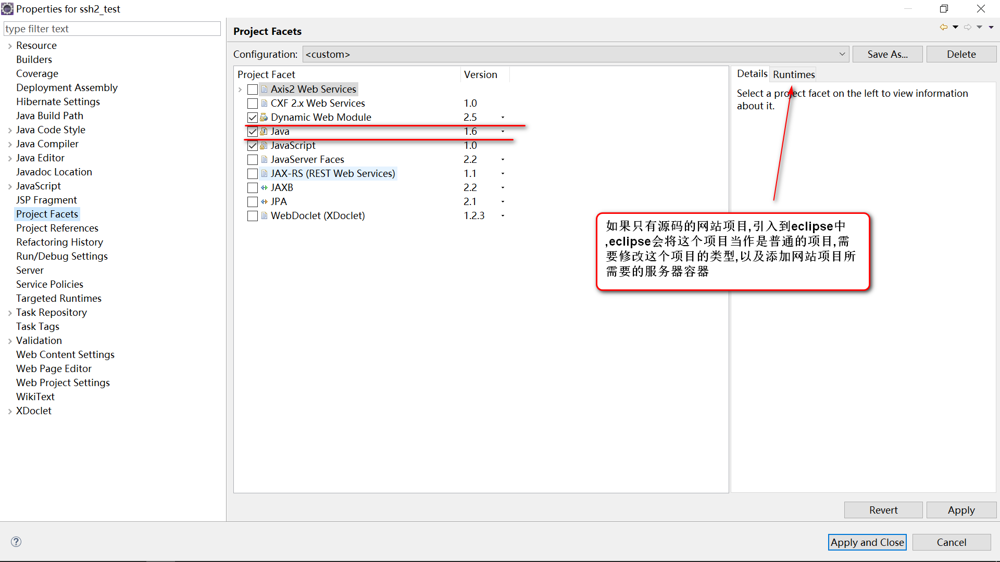 Properties for ssh2_test
type filter text
Resource
Builders
Coverage
Deployment Assembly
Hibernate Settings
Java Build Path
Java Code Style
Java Compiler
Java Editor
Javadoc Location
JavaScript
JSP Fragment
Project Facets
Project References
Refactoring History
Run/Debug Settings
Server
Service Policies
Targeted Runtimes
Task Repository
Task Tags
Validation
Web Content Settings
Web Page Editor
Web Project Settings
WikiText
XDoclet
Project Facets
Configuration: <custom> Save As... Delete
Project Facet Version
Axis2 Web Services
CXF 2.x Web Services 1.0
Dynamic Web Module 2.5
Java 1.6
JavaScript 1.0
JavaServer Faces 2.2
JAX-RS (REST Web Services) 1.1
JAXB 2.2
JPA 2.1
WebDoclet (XDoclet) 1.2.3
Details Runtimes
Select a project facet on the left to view information
about it.
如果只有源码的网站项目,引入到eclipse中
,eclipse会将这个项目当作是普通的项目,需
要修改这个项目的类型,以及添加网站项目所
需要的服务器容器
Revert Apply
Apply and Close Cancel